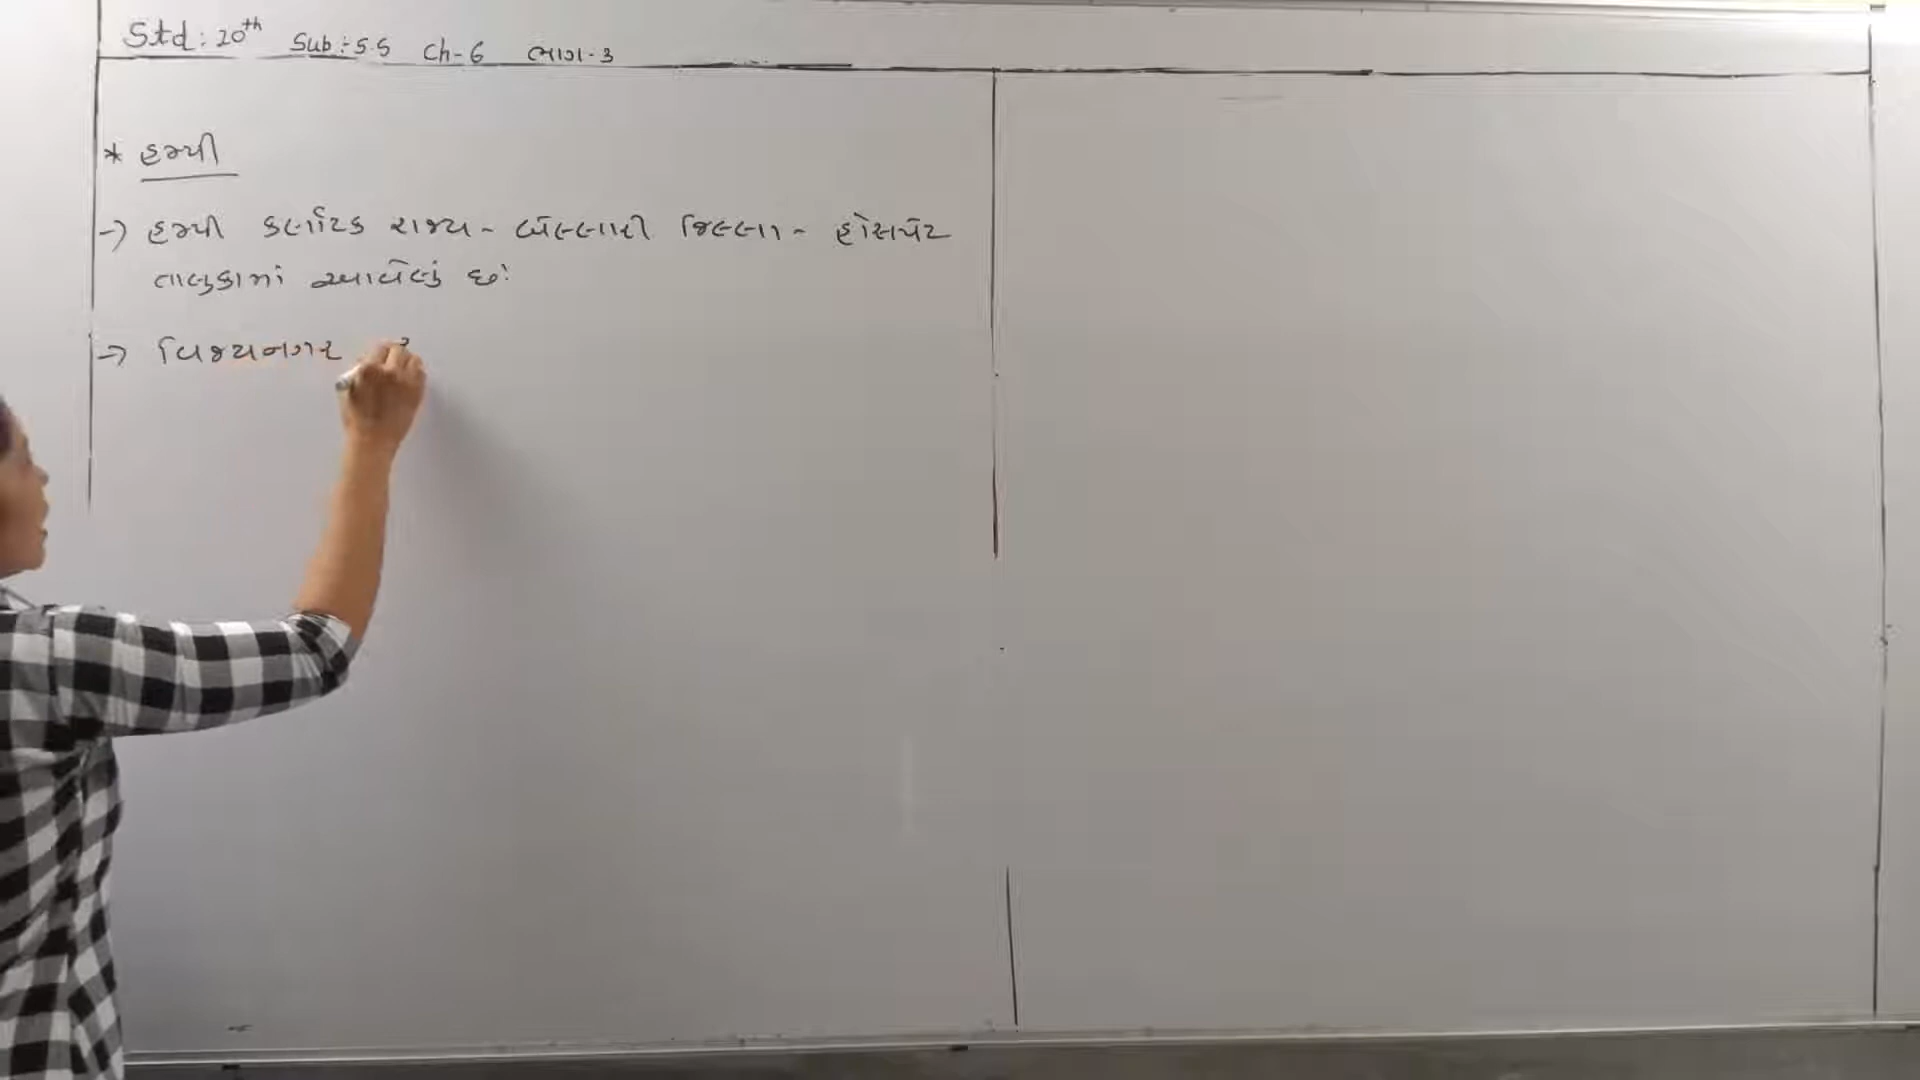 Std: 10th Sub:- S.S Ch-6 ભાગ-3
* હમ્પી
→ હમ્પી કર્ણાટક રાજ્ય - બેલ્લારી જિલ્લા - હોસપેટ
તાલુકામાં આવેલું છે.
→ વિજયનગર